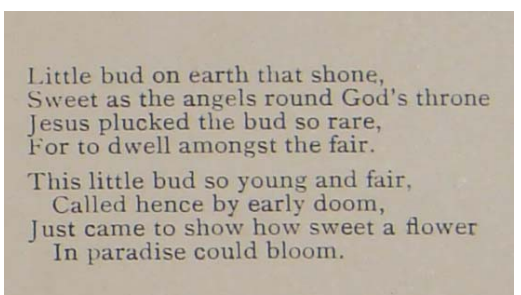 Little bud on earth that shone,
Sweet as the angels round God's throne
Jesus plucked the bud so rare,
For to dwell amongst the fair.
This little bud so young and fair,
Called hence by early doom,
Just came to show how sweet a flower
In paradise could bloom.